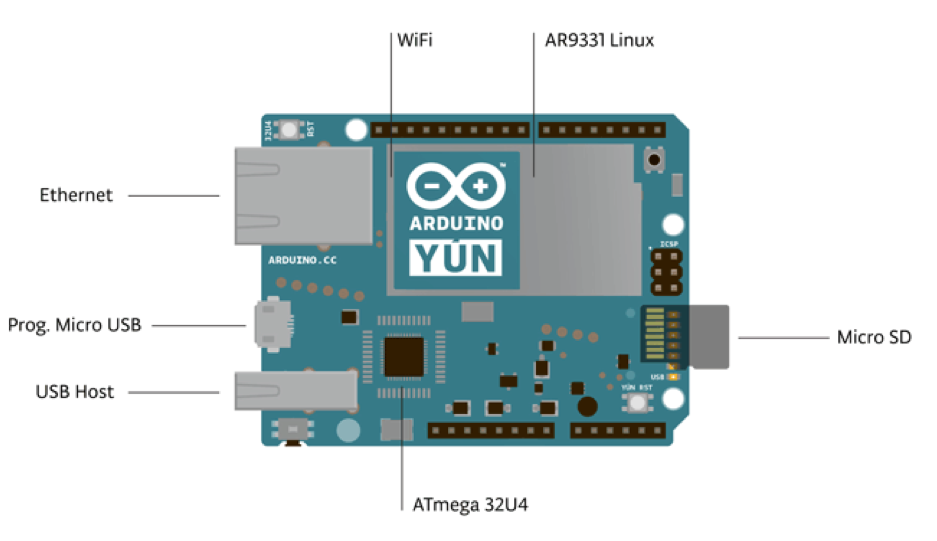 WiFi
AR9331 Linux
32U4
RST
Ethernet
™
ARDUINO
YÚN
ARDUINO.CC
ICSP
Prog. Micro USB
Micro SD
USB
USB Host
YÚN RST
ATmega 32U4